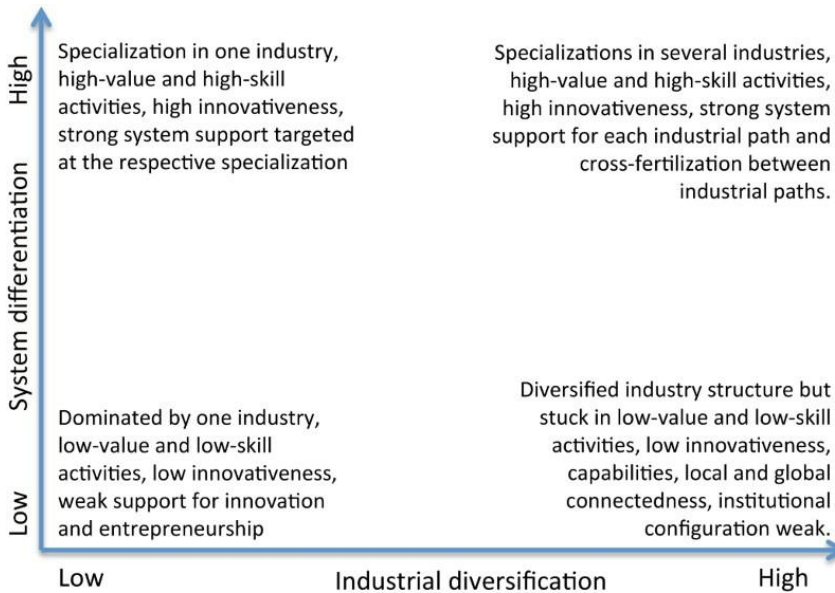 High
Specialization in one industry,
high-value and high-skill
activities, high innovativeness,
strong system support targeted
at the respective specialization
Specializations in several industries,
high-value and high-skill activities,
high innovativeness, strong system
support for each industrial path and
cross-fertilization between
industrial paths.
System differentiation
Dominated by one industry,
low-value and low-skill
activities, low innovativeness,
weak support for innovation
and entrepreneurship
Diversified industry structure but
stuck in low-value and low-skill
activities, low innovativeness,
capabilities, local and global
connectedness, institutional
configuration weak.
Low
Low
Industrial diversification
High